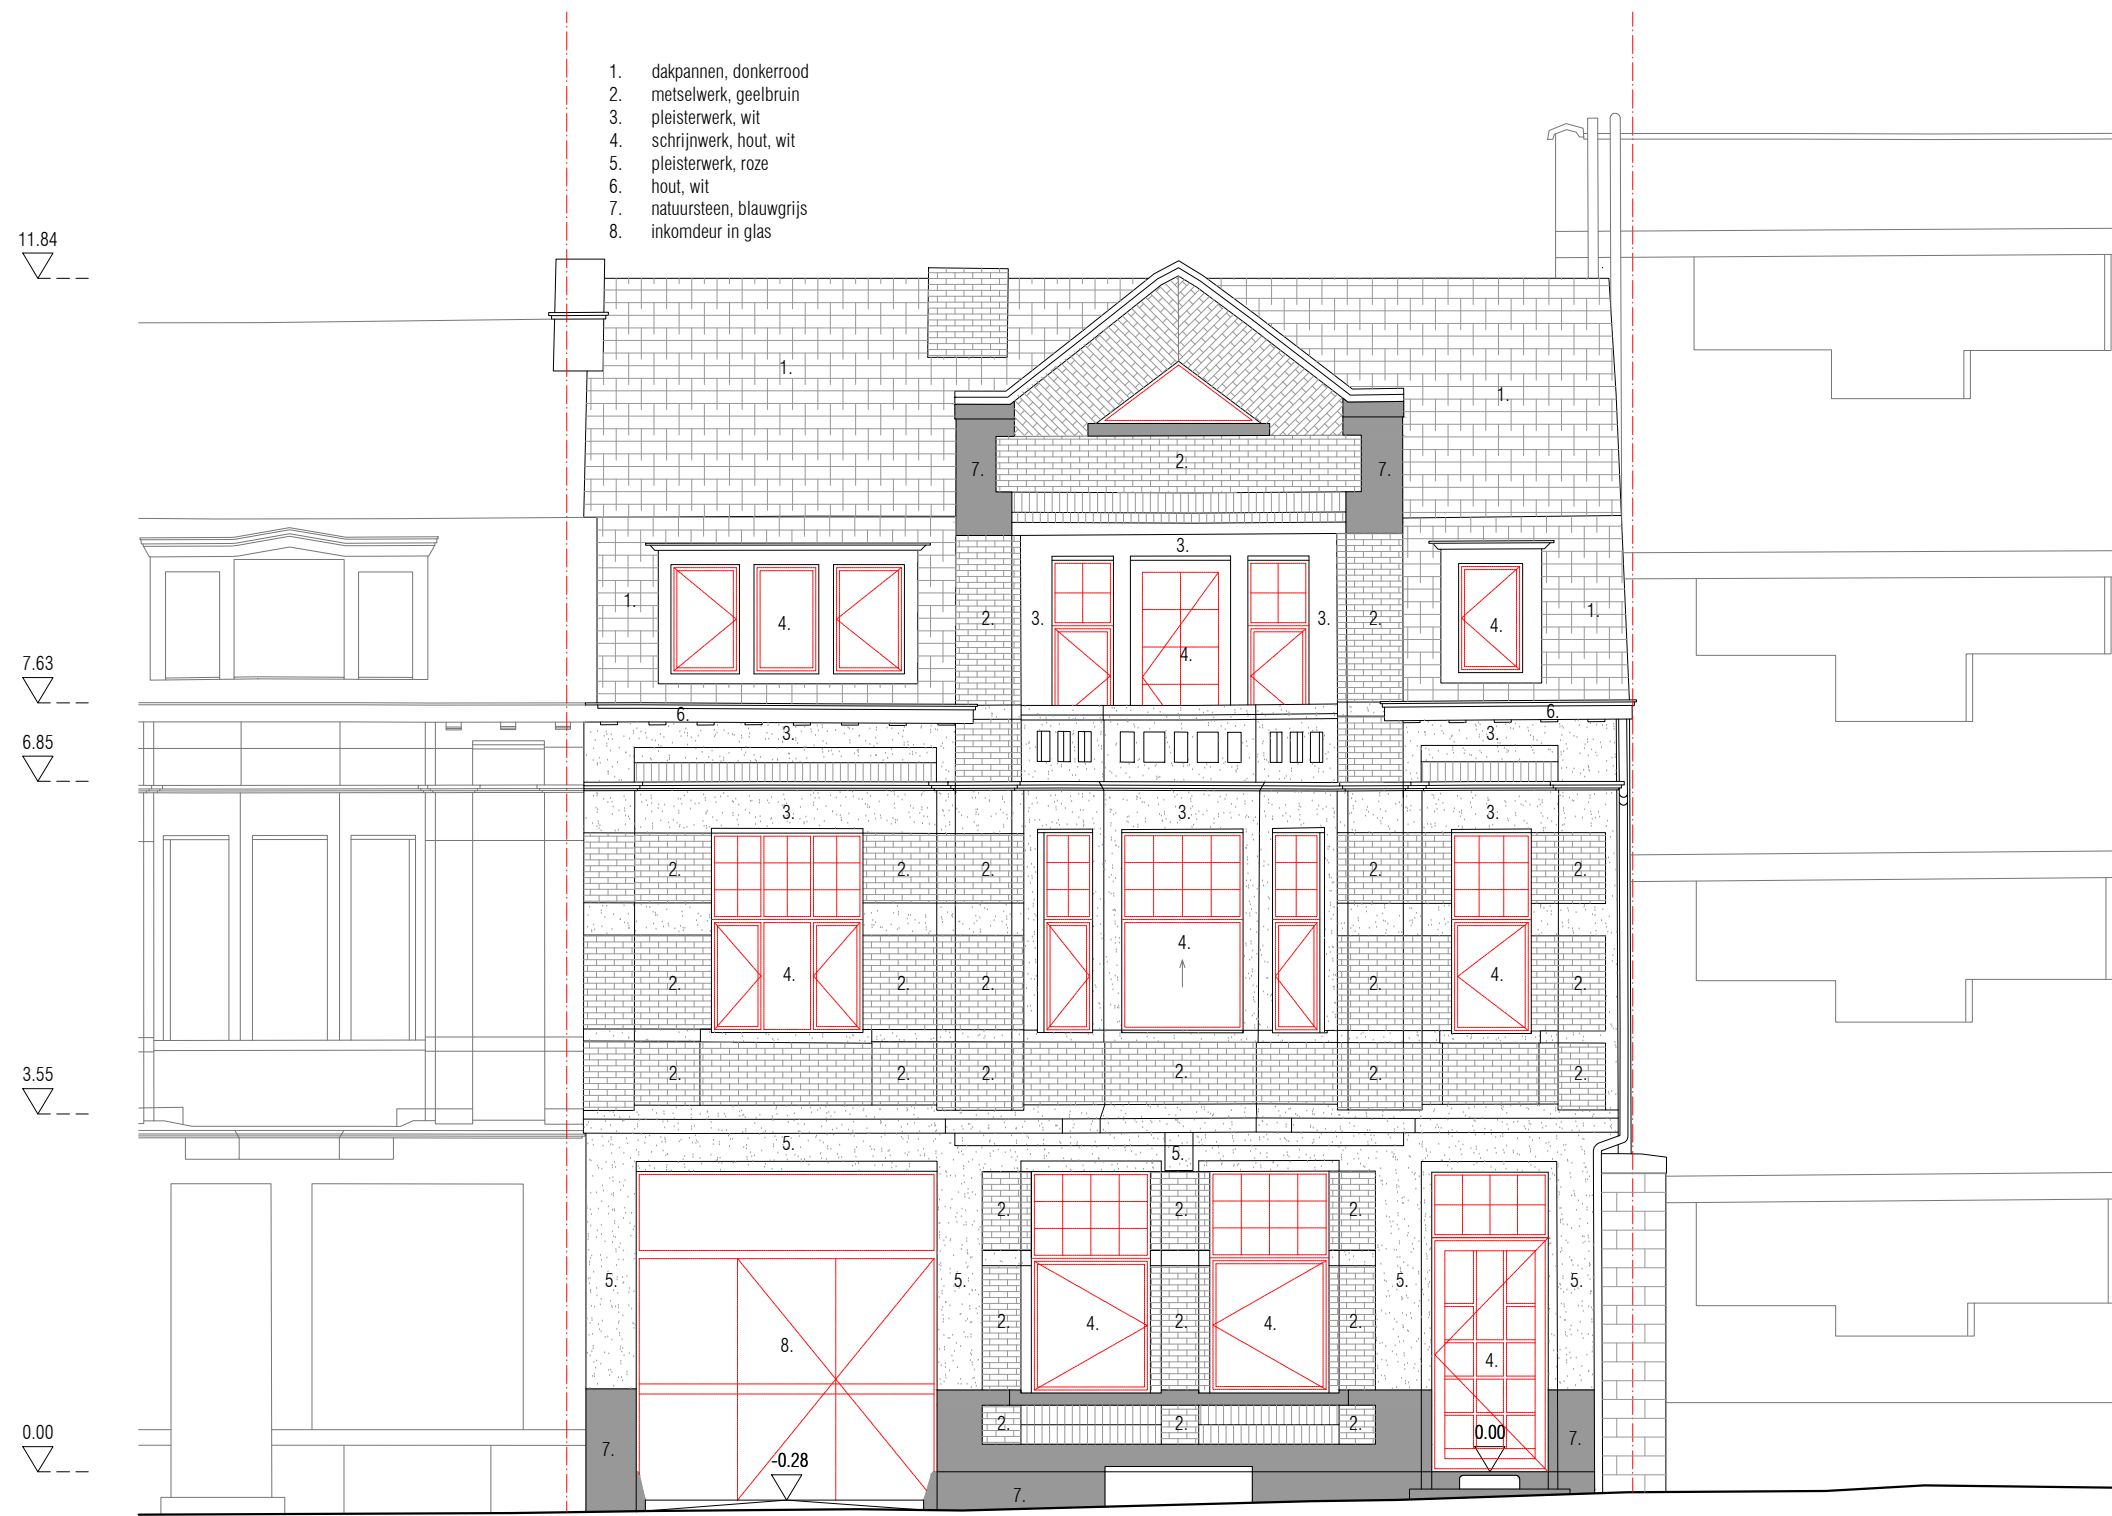 1. dakpannen, donkerrood
2. metselwerk, geelbruin
3. pleisterwerk, wit
4. schrijnwerk, hout, wit
5. pleisterwerk, roze
6. hout, wit
7. natuursteen, blauwgrijs
8. inkomdeur in glas
11.84
1.
1.
2.
7. 7.
3.
1. 4. 2. 3. 4. 3. 2. 4. 1.
7.63
6. 6.
6.85
3. 3.
3. 3. 3.
2. 2. 2. 2. 2.
4.
2. 4. 2. 2. 2. 4. 2.
3.55
2. 2. 2. 2. 2. 2.
5. 5.
2. 2. 2.
5. 5. 5. 5.
2. 4. 2. 4. 2.
8. 4.
2. 2. 2.
0.00 0.00
7. 7.
-0.28
7.